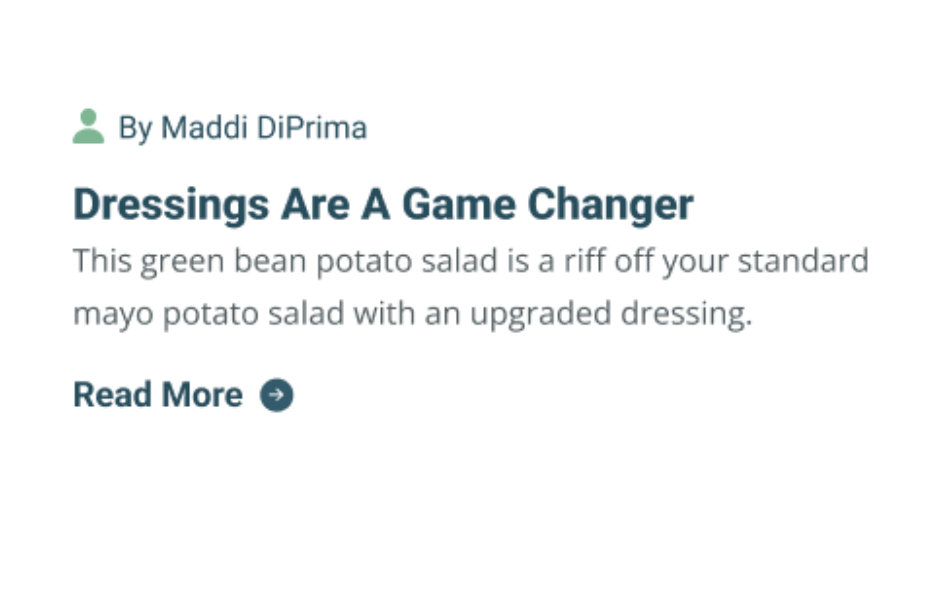 By Maddi DiPrima
Dressings Are A Game Changer
This green bean potato salad is a riff off your standard
mayo potato salad with an upgraded dressing.
Read More